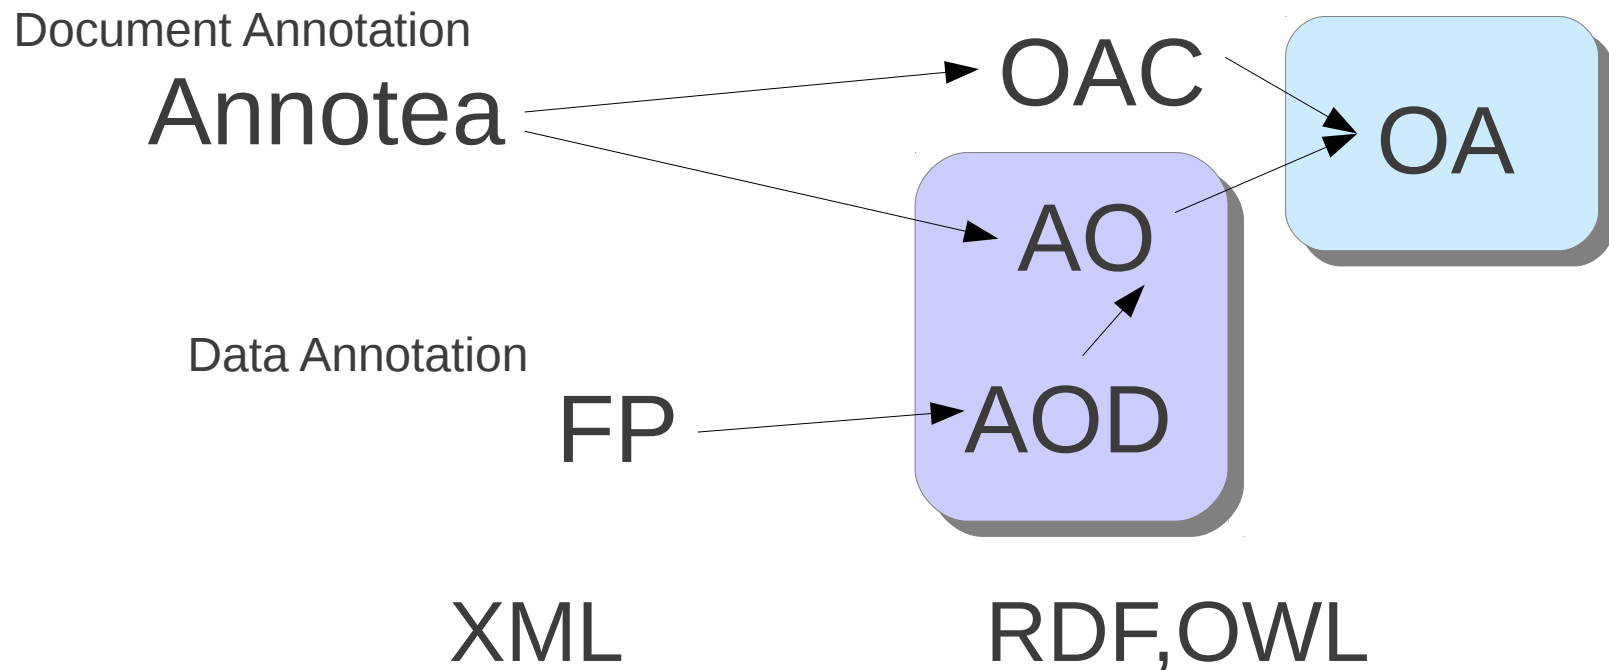 Document Annotation
Annotea
OAC
OA
AO
Data Annotation
FP
AOD
XML
RDF,OWL